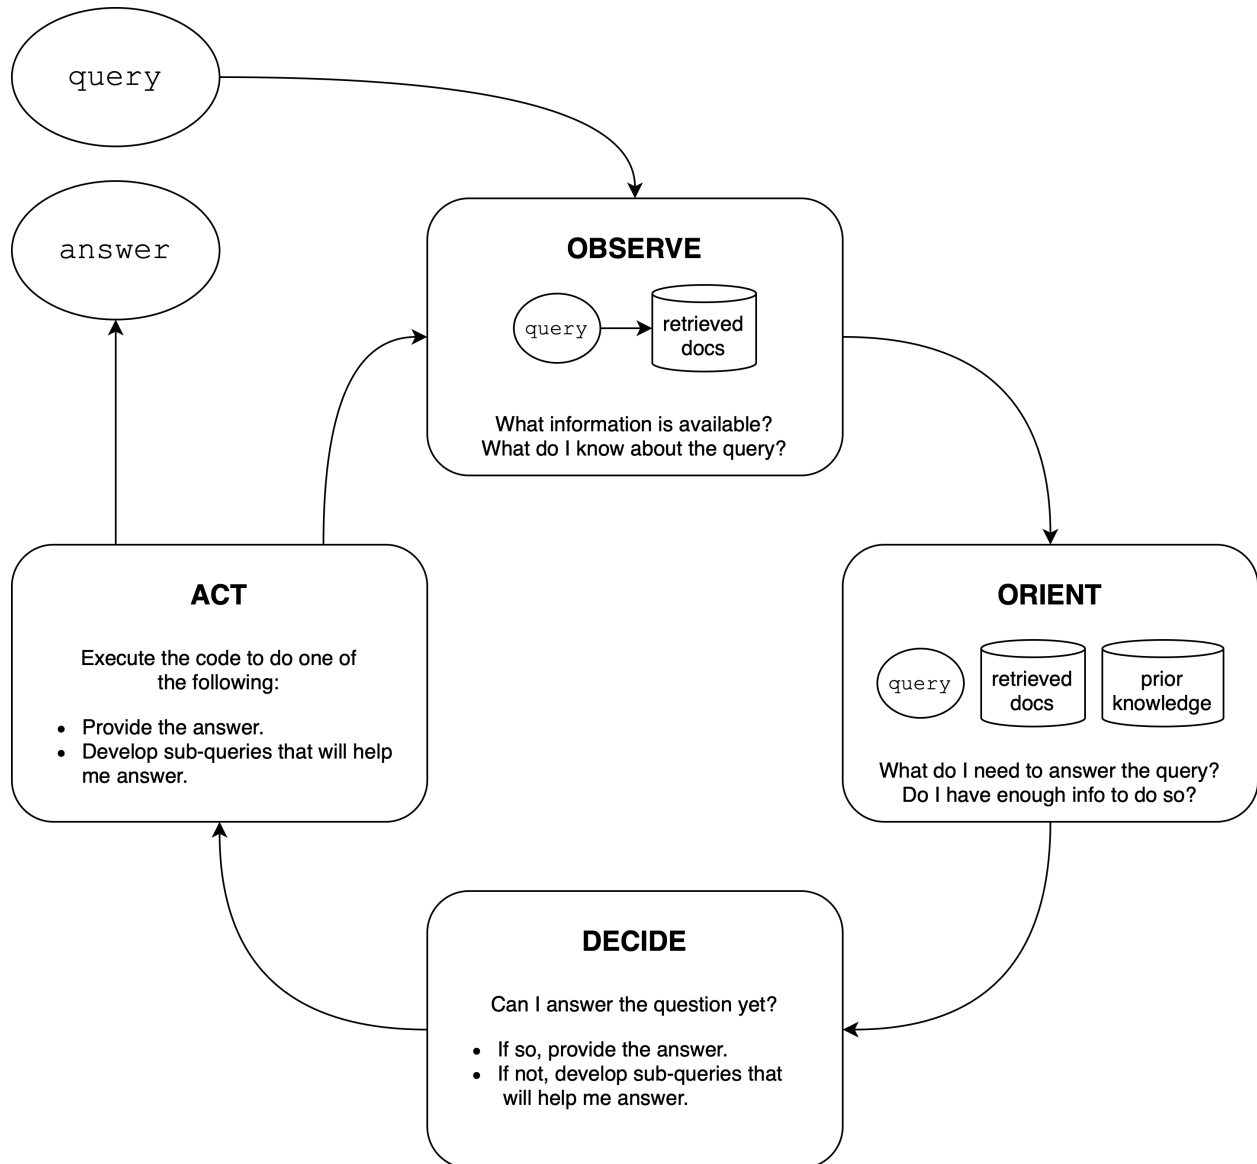 query
answer
OBSERVE
query
retrieved
docs
What information is available?
What do I know about the query?
ACT
Execute the code to do one of
the following:
• Provide the answer.
• Develop sub-queries that will help
me answer.
ORIENT
query
retrieved
docs
prior
knowledge
What do I need to answer the query?
Do I have enough info to do so?
DECIDE
Can I answer the question yet?
• If so, provide the answer.
• If not, develop sub-queries that
will help me answer.